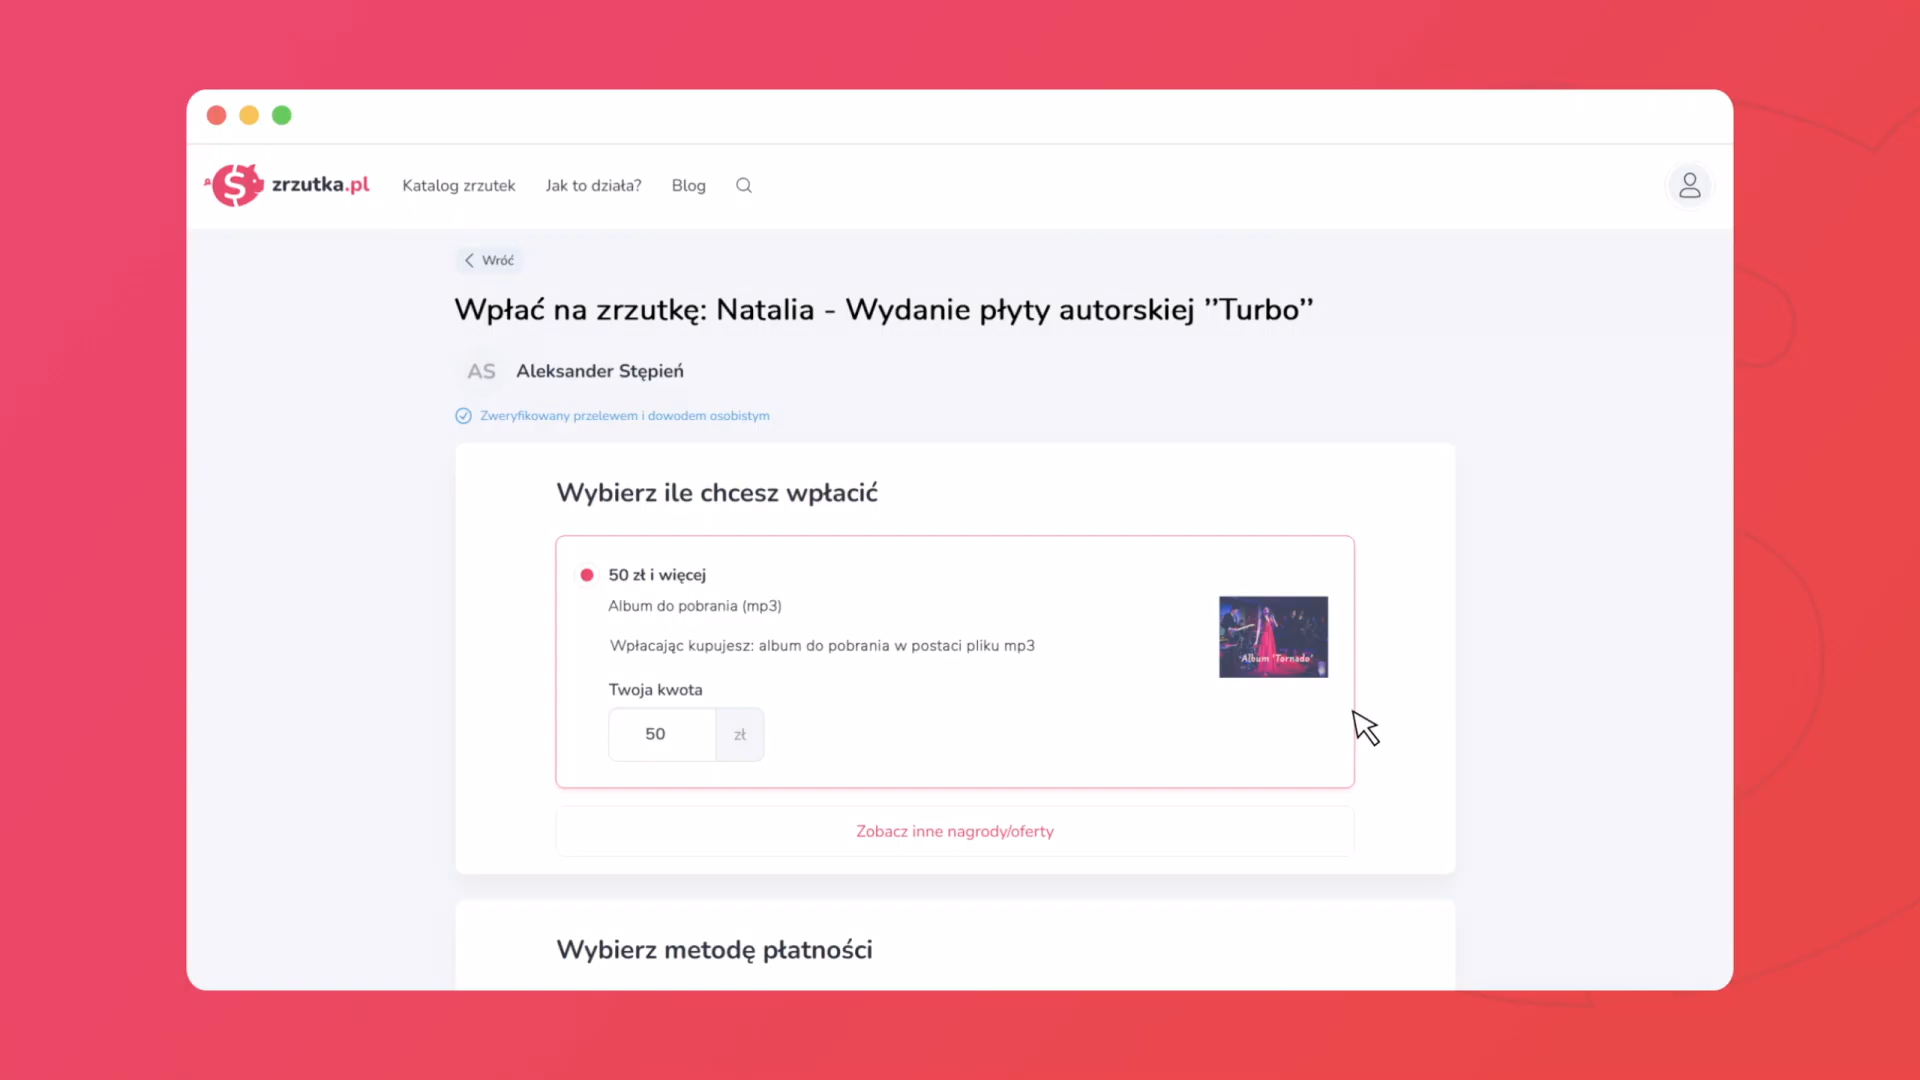 zrzutka.pl Katalog zrzutek Jak to działa? Blog
Wróć
Wpłać na zrzutkę: Natalia - Wydanie płyty autorskiej ’’Turbo’’
AS Aleksander Stępień
Zweryfikowany przelewem i dowodem osobistym
Wybierz ile chcesz wpłacić
50 zł i więcej
Album do pobrania (mp3)
Wpłacając kupujesz: album do pobrania w postaci pliku mp3
Album 'Tornado'
Twoja kwota
50 zł
Zobacz inne nagrody/oferty
Wybierz metodę płatności